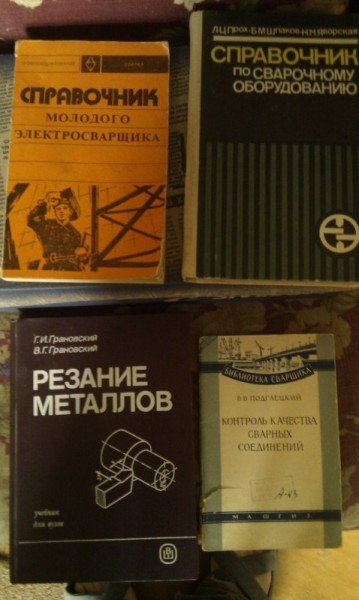 СПРАВОЧНИК
МОЛОДОГО
ЭЛЕКТРОСВАРЩИКА
СПРАВОЧНИК
ПО СВАРОЧНОМУ
ОБОРУДОВАНИЮ
Г.И.Грановский
В.Г.Грановский
РЕЗАНИЕ
МЕТАЛЛОВ
учебник
для вузов
БИБЛИОТЕКА СВАРЩИКА
КОНТРОЛЬ КАЧЕСТВА
СВАРНЫХ
СОЕДИНЕНИЙ
МАШГИЗ